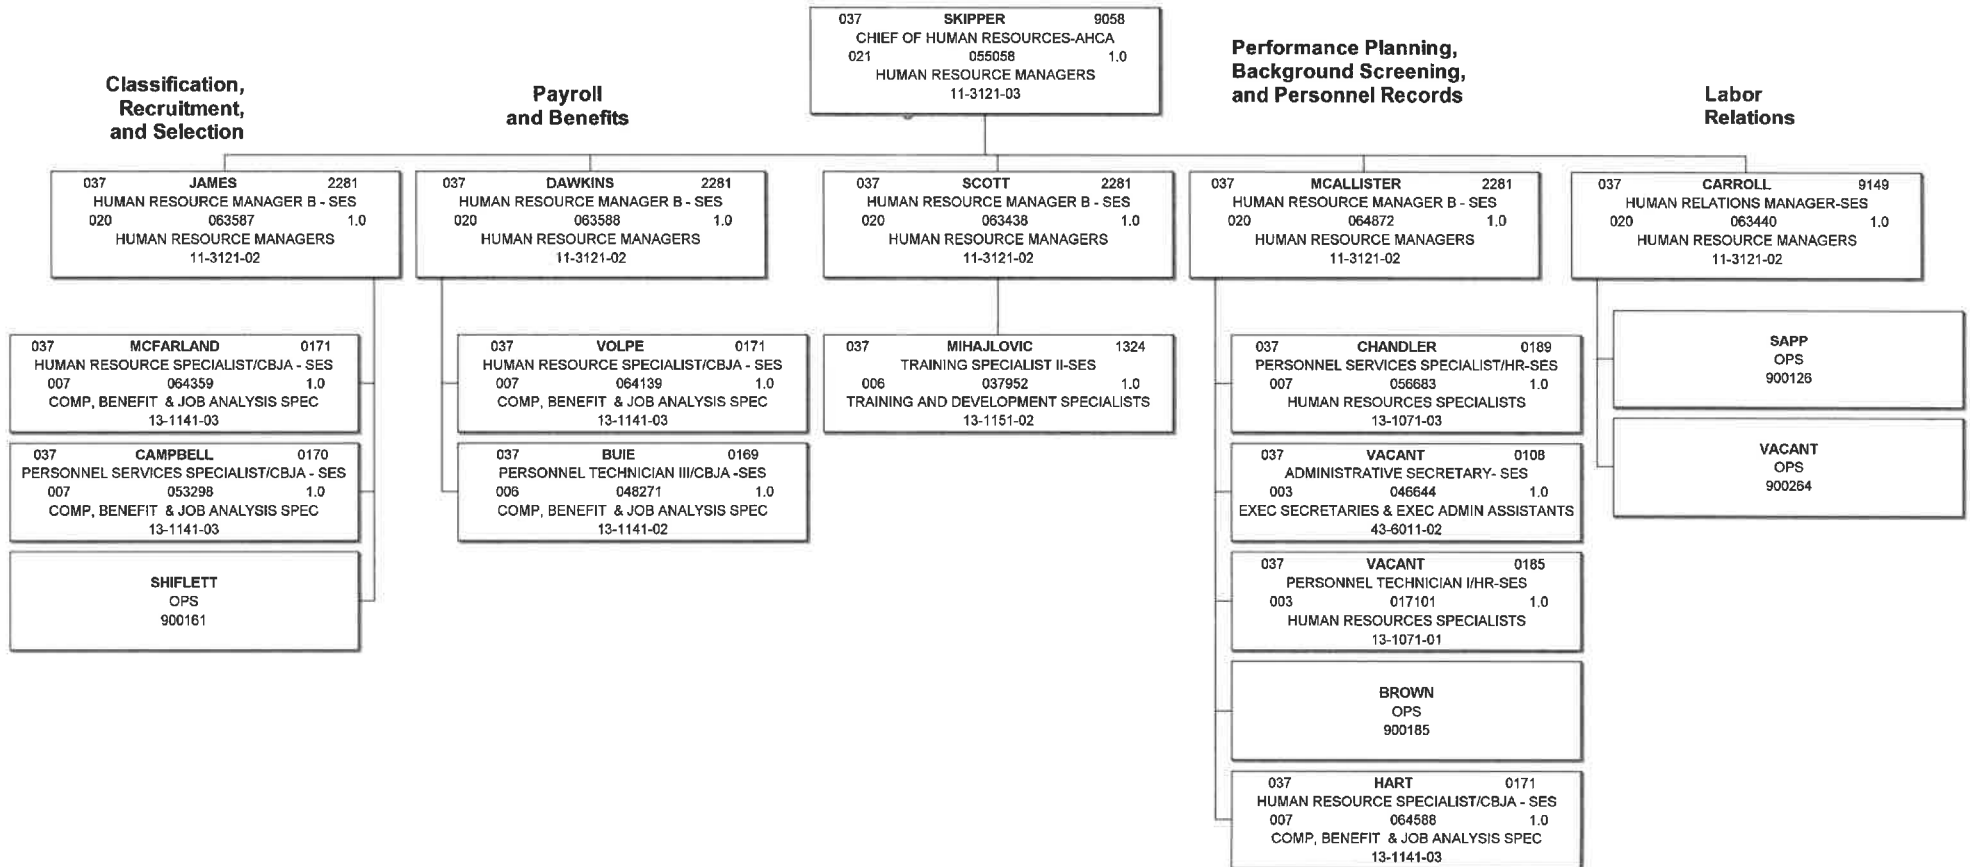 037 SKIPPER 9058
CHIEF OF HUMAN RESOURCES-AHCA
021 055058 1.0
HUMAN RESOURCE MANAGERS
11-3121-03
Classification,
Recruitment,
and Selection
Payroll
and Benefits
Performance Planning,
Background Screening,
and Personnel Records
Labor
Relations
037 JAMES 2281
HUMAN RESOURCE MANAGER B - SES
020 063587 1.0
HUMAN RESOURCE MANAGERS
11-3121-02
037 DAWKINS 2281
HUMAN RESOURCE MANAGER B - SES
020 063588 1.0
HUMAN RESOURCE MANAGERS
11-3121-02
037 SCOTT 2281
HUMAN RESOURCE MANAGER B - SES
020 063438 1.0
HUMAN RESOURCE MANAGERS
11-3121-02
037 MCALLISTER 2281
HUMAN RESOURCE MANAGER B - SES
020 064872 1.0
HUMAN RESOURCE MANAGERS
11-3121-02
037 CARROLL 9149
HUMAN RELATIONS MANAGER-SES
020 063440 1.0
HUMAN RESOURCE MANAGERS
11-3121-02
037 MCFARLAND 0171
HUMAN RESOURCE SPECIALIST/CBJA - SES
007 064359 1.0
COMP, BENEFIT & JOB ANALYSIS SPEC
13-1141-03
037 CAMPBELL 0170
PERSONNEL SERVICES SPECIALIST/CBJA - SES
007 053298 1.0
COMP, BENEFIT & JOB ANALYSIS SPEC
13-1141-03
SHIFLETT
OPS
900161
037 VOLPE 0171
HUMAN RESOURCE SPECIALIST/CBJA - SES
007 064139 1.0
COMP, BENEFIT & JOB ANALYSIS SPEC
13-1141-03
037 BUIE 0169
PERSONNEL TECHNICIAN III/CBJA -SES
006 048271 1.0
COMP, BENEFIT & JOB ANALYSIS SPEC
13-1141-02
037 MIHAJLOVIC 1324
TRAINING SPECIALIST II-SES
006 037952 1.0
TRAINING AND DEVELOPMENT SPECIALISTS
13-1151-02
037 CHANDLER 0189
PERSONNEL SERVICES SPECIALIST/HR-SES
007 056683 1.0
HUMAN RESOURCES SPECIALISTS
13-1071-03
037 VACANT 0108
ADMINISTRATIVE SECRETARY- SES
003 046644 1.0
EXEC SECRETARIES & EXEC ADMIN ASSISTANTS
43-6011-02
037 VACANT 0185
PERSONNEL TECHNICIAN I/HR-SES
003 017101 1.0
HUMAN RESOURCES SPECIALISTS
13-1071-01
BROWN
OPS
900185
037 HART 0171
HUMAN RESOURCE SPECIALIST/CBJA - SES
007 064588 1.0
COMP, BENEFIT & JOB ANALYSIS SPEC
13-1141-03
SAPP
OPS
900126
VACANT
OPS
900264